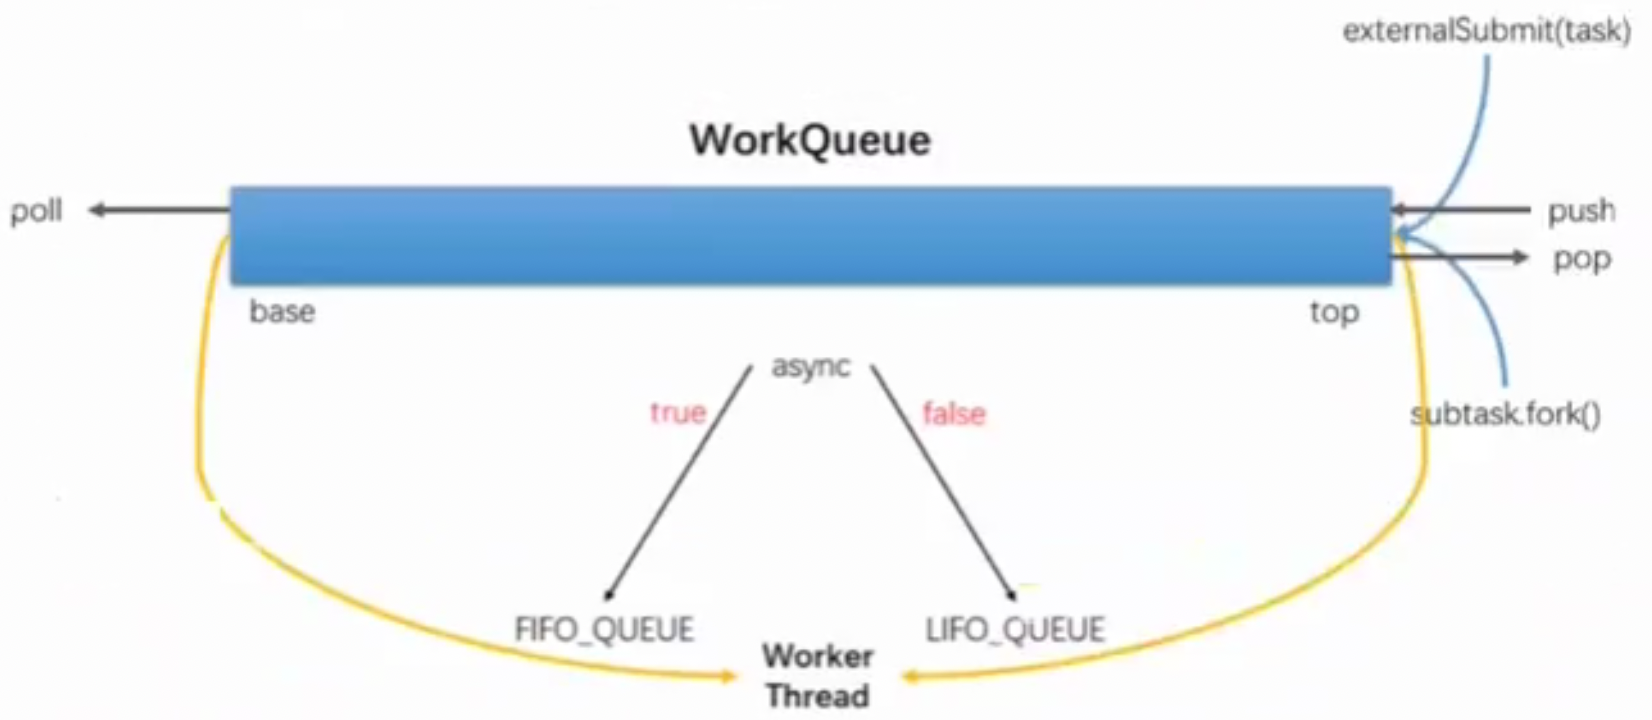 externalSubmit(task)
WorkQueue
poll
push
pop
base
top
async
true
false
subtask.fork()
FIFO_QUEUE
LIFO_QUEUE
Worker
Thread